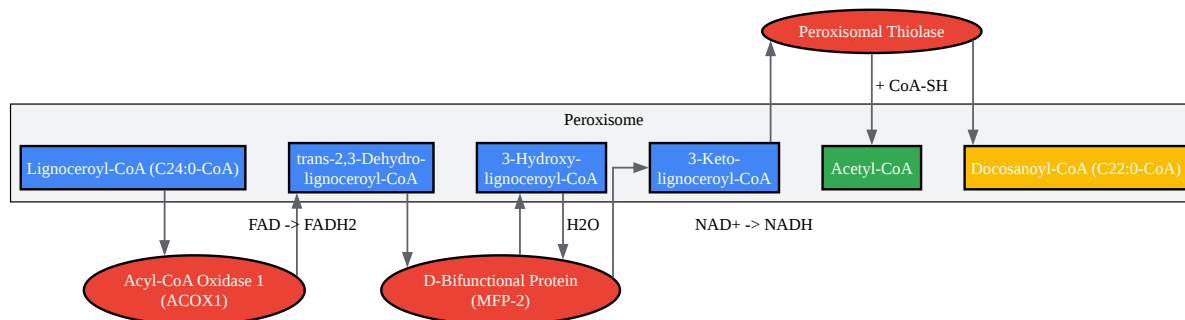 Peroxisomal Thiolase
+ CoA-SH
Peroxisome
Lignoceroyl-CoA (C24:0-CoA)
trans-2,3-Dehydro-
lignoceroyl-CoA
3-Hydroxy-
lignoceroyl-CoA
3-Keto-
lignoceroyl-CoA
Acetyl-CoA
Docosanoyl-CoA (C22:0-CoA)
FAD -> FADH2
H2O
NAD+ -> NADH
Acyl-CoA Oxidase 1
(ACOX1)
D-Bifunctional Protein
(MFP-2)